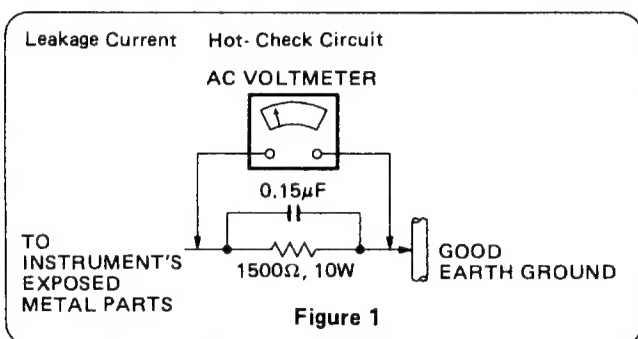 Leakage Current Hot- Check Circuit
AC VOLTMETER
0.15μF
TO
INSTRUMENT'S
EXPOSED
METAL PARTS
1500Ω, 10W
GOOD
EARTH GROUND
Figure 1